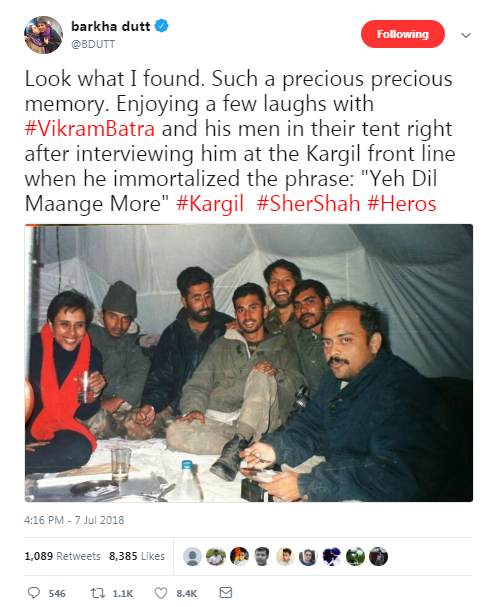 barkha dutt
@BDUTT
Following
Look what I found. Such a precious precious
memory. Enjoying a few laughs with
#VikramBatra and his men in their tent right
after interviewing him at the Kargil front line
when he immortalized the phrase: "Yeh Dil
Maange More" #Kargil #SherShah #Heros
4:16 PM - 7 Jul 2018
1,089 Retweets 8,385 Likes
546 1.1K 8.4K